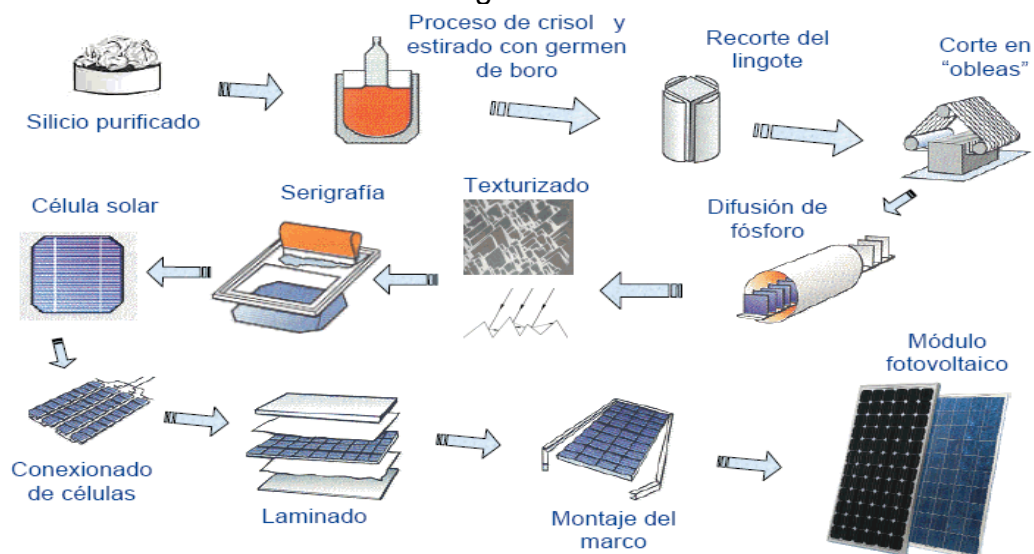 Proceso de crisol y
estirado con germen
de boro
Recorte del
lingote
Corte en
“obleas”
Silicio purificado
Célula solar
Serigrafía
Texturizado
Difusión de
fósforo
Módulo
fotovoltaico
Conexionado
de células
Laminado
Montaje del
marco